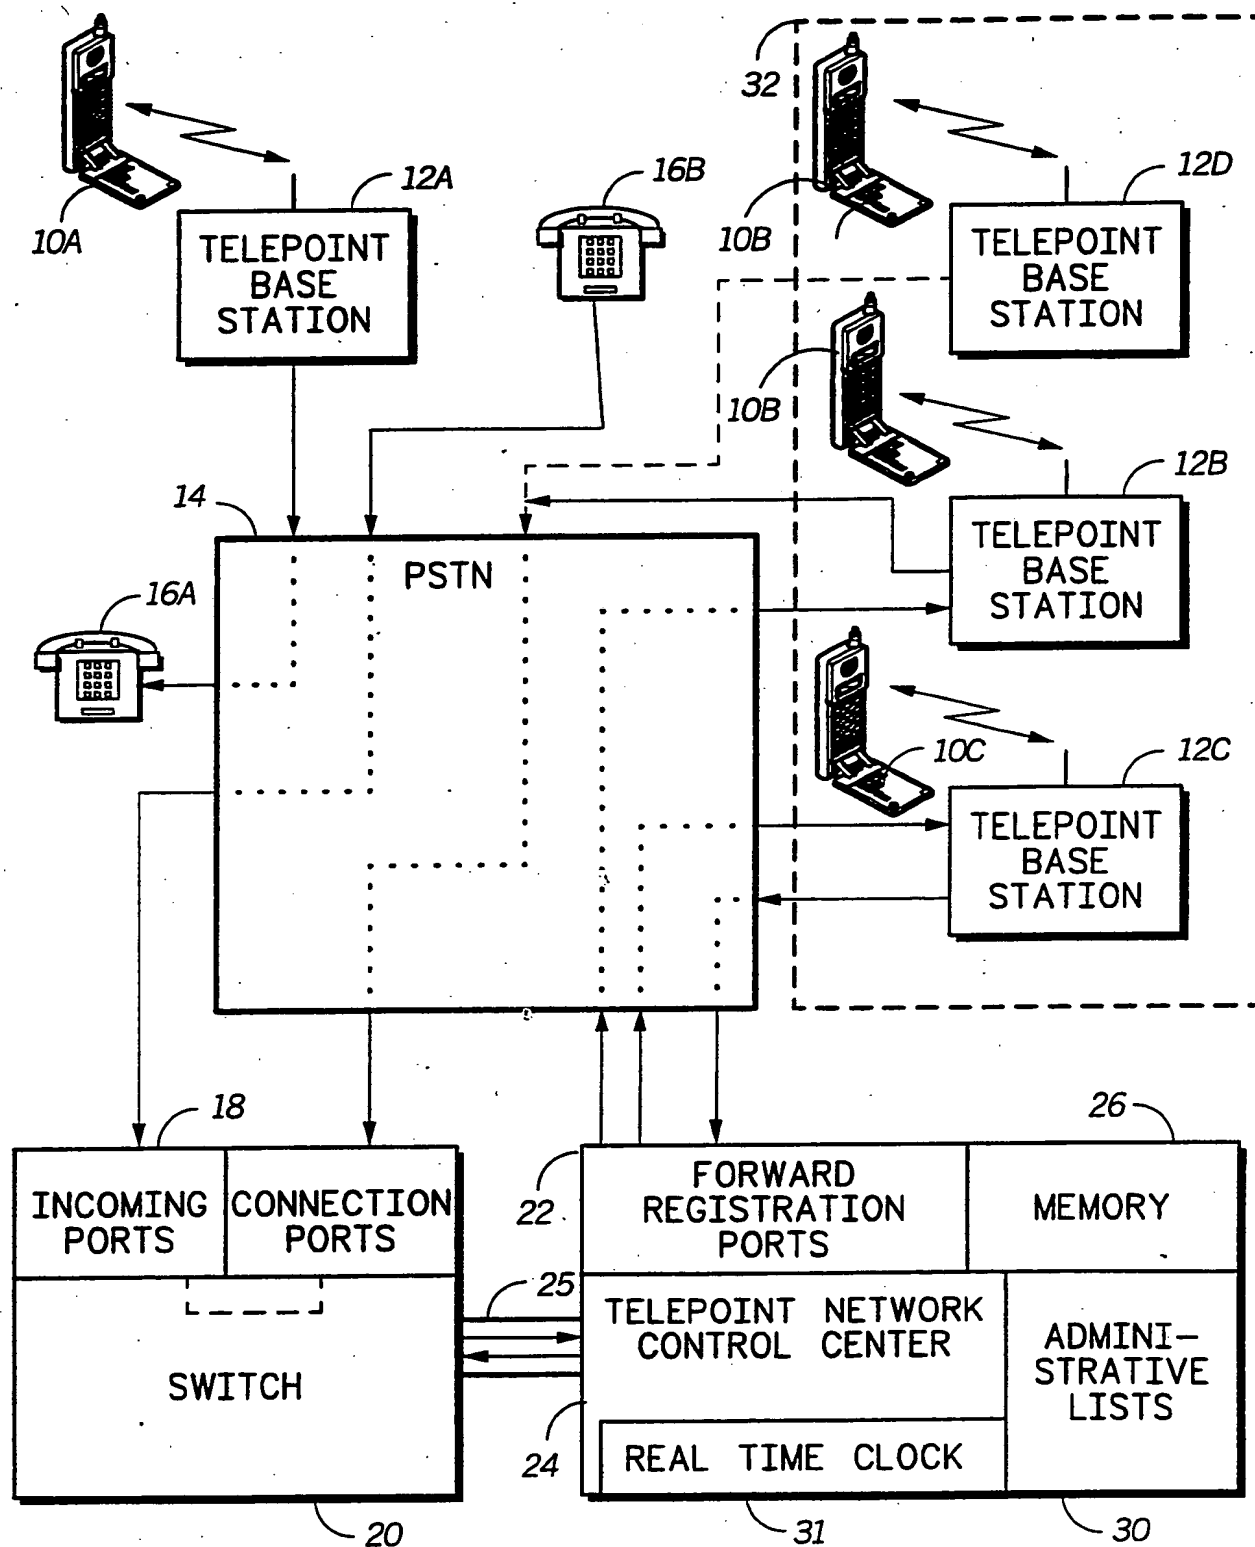 32
10A
12A
TELEPOINT
BASE
STATION
16B
10B
12D
TELEPOINT
BASE
STATION
10B
12B
TELEPOINT
BASE
STATION
14
PSTN
16A
10C
12C
TELEPOINT
BASE
STATION
18
INCOMING
PORTS
CONNECTION
PORTS
SWITCH
20
22
FORWARD
REGISTRATION
PORTS
26
MEMORY
25
TELEPOINT NETWORK
CONTROL CENTER
24
REAL TIME CLOCK
31
ADMINI-
STRATIVE
LISTS
30